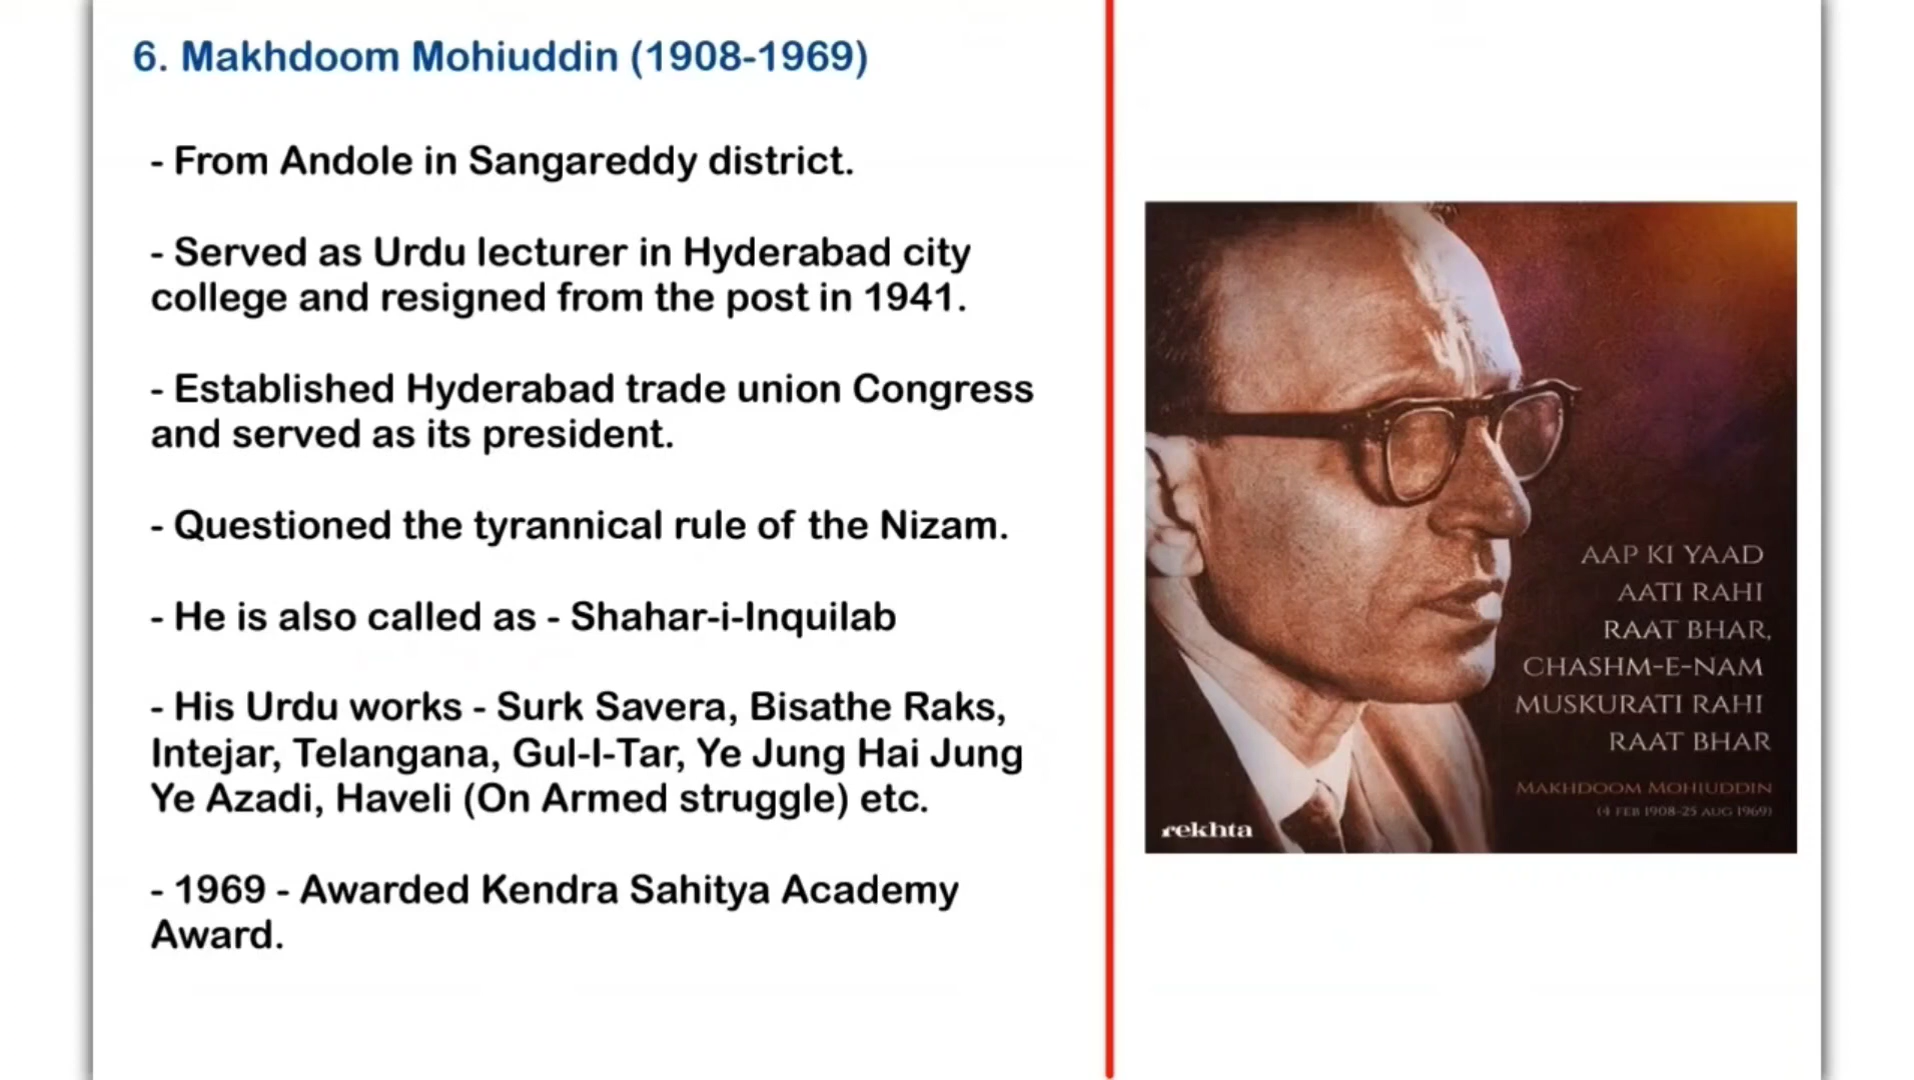 6. Makhdoom Mohiuddin (1908-1969)
- From Andole in Sangareddy district.
- Served as Urdu lecturer in Hyderabad city
college and resigned from the post in 1941.
- Established Hyderabad trade union Congress
and served as its president.
- Questioned the tyrannical rule of the Nizam.
- He is also called as - Shahar-i-Inquilab
- His Urdu works - Surk Savera, Bisathe Raks,
Intejar, Telangana, Gul-I-Tar, Ye Jung Hai Jung
Ye Azadi, Haveli (On Armed struggle) etc.
- 1969 - Awarded Kendra Sahitya Academy
Award.
AAP KI YAAD
AATI RAHI
RAAT BHAR,
CHASHM-E-NAM
MUSKURATI RAHI
RAAT BHAR
MAKHDOOM MOHIUDDIN
(4 FEB 1908-25 AUG 1969)
rekhta